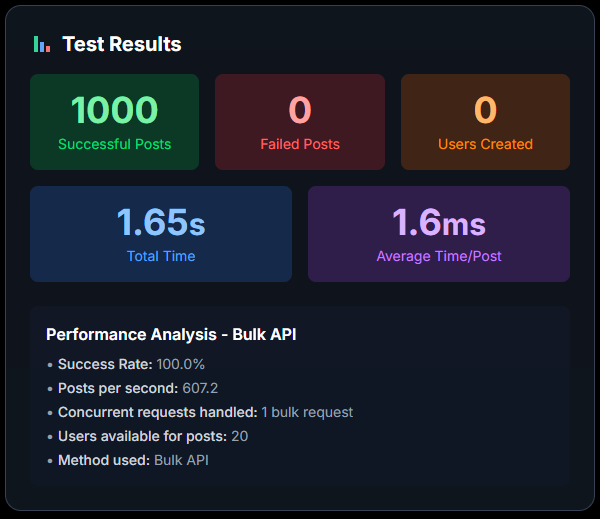 Test Results
1000
Successful Posts
0
Failed Posts
0
Users Created
1.65s
Total Time
1.6ms
Average Time/Post
Performance Analysis - Bulk API
• Success Rate: 100.0%
• Posts per second: 607.2
• Concurrent requests handled: 1 bulk request
• Users available for posts: 20
• Method used: Bulk API